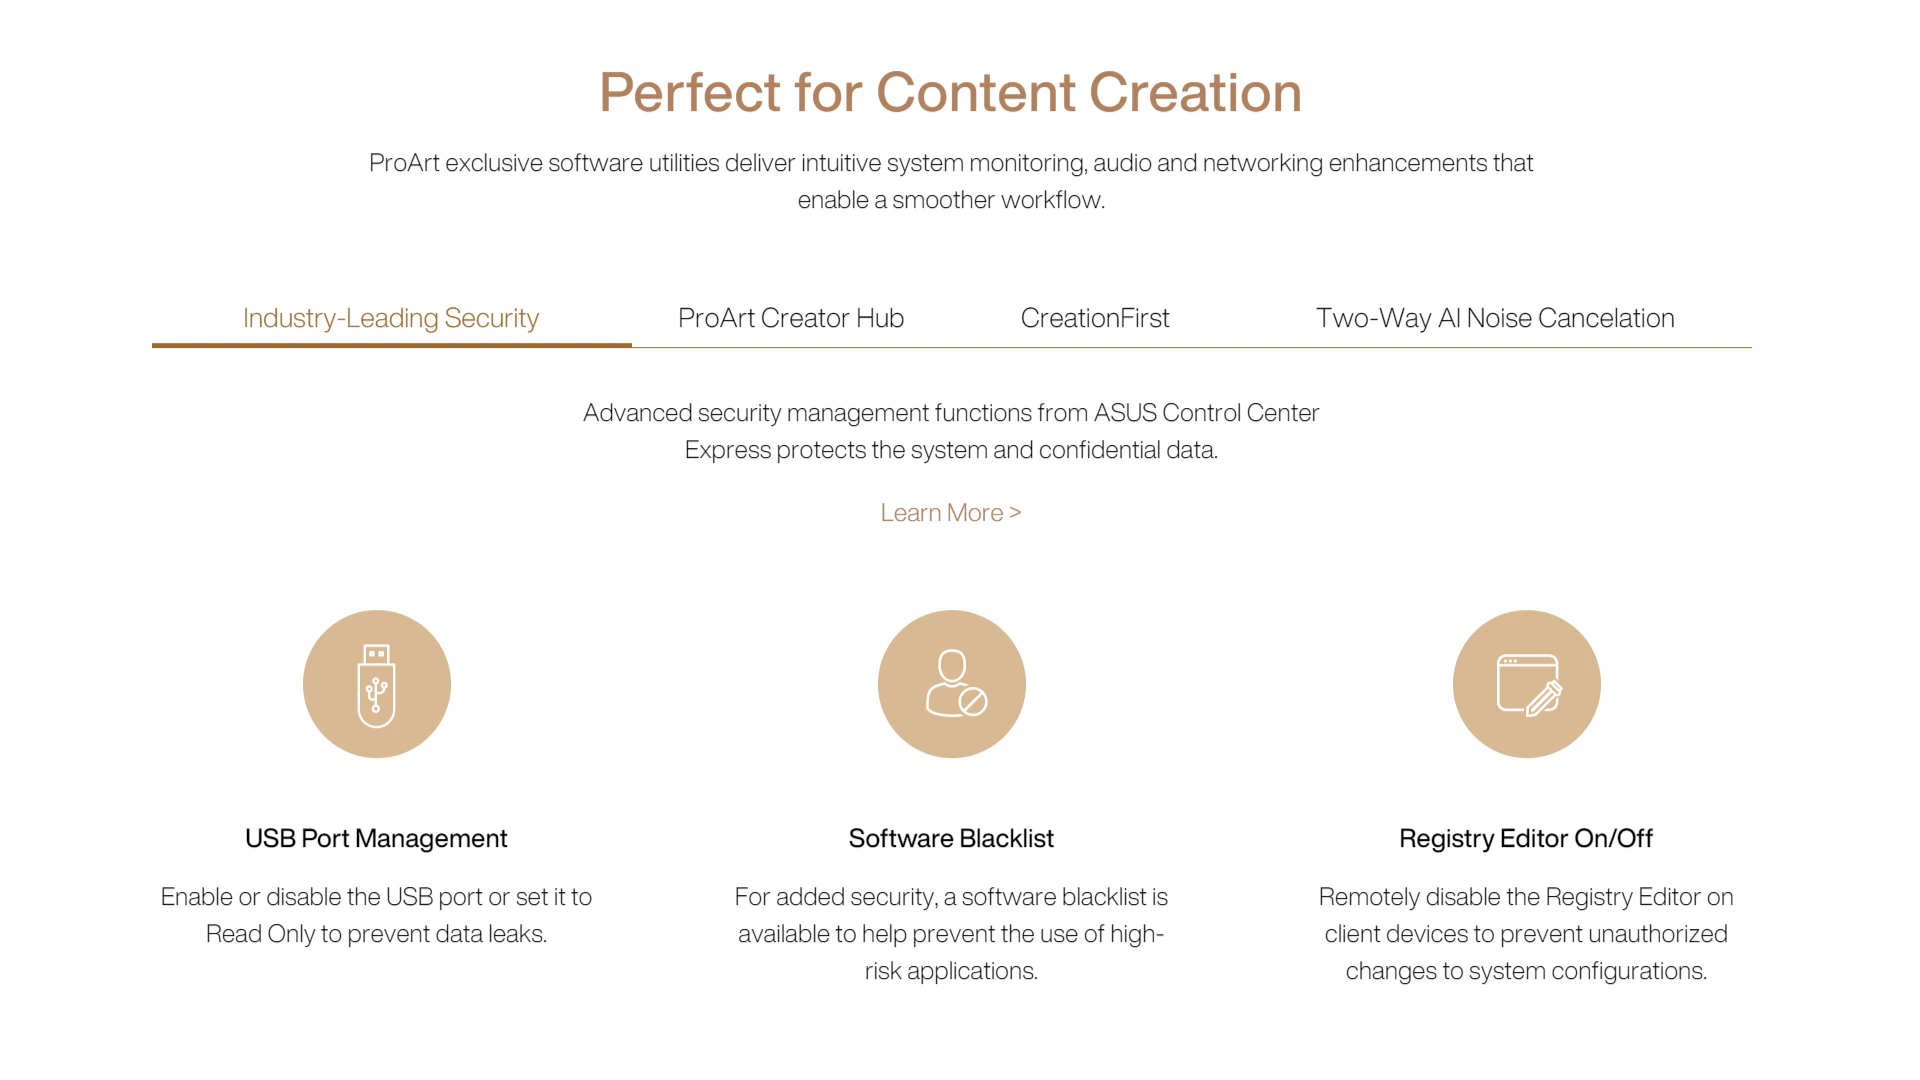 Perfect for Content Creation
ProArt exclusive software utilities deliver intuitive system monitoring, audio and networking enhancements that
enable a smoother workflow.
Industry-Leading Security
ProArt Creator Hub
CreationFirst
Two-Way AI Noise Cancelation
Advanced security management functions from ASUS Control Center
Express protects the system and confidential data.
Learn More >
USB Port Management
Enable or disable the USB port or set it to
Read Only to prevent data leaks.
Software Blacklist
For added security, a software blacklist is
available to help prevent the use of high-
risk applications.
Registry Editor On/Off
Remotely disable the Registry Editor on
client devices to prevent unauthorized
changes to system configurations.